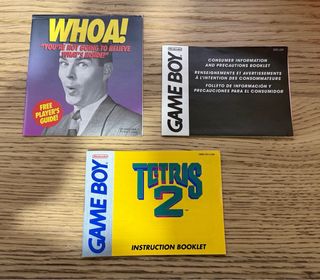 WHOA!
"YOU'RE NOT GOING TO BELIEVE
WHAT'S INSIDE!"
FREE
PLAYER'S
GUIDE!
Nintendo
GAME BOY
CONSUMER INFORMATION
AND PRECAUTIONS BOOKLET
RENSEIGNEMENTS ET AVERTISSEMENTS
À L'INTENTION DES CONSOMMATEURS
FOLLETO DE INFORMACIÓN Y
PRECAUCIONES PARA EL CONSUMIDOR
Nintendo
GAME BOY
TETRIS
2
INSTRUCTION BOOKLET